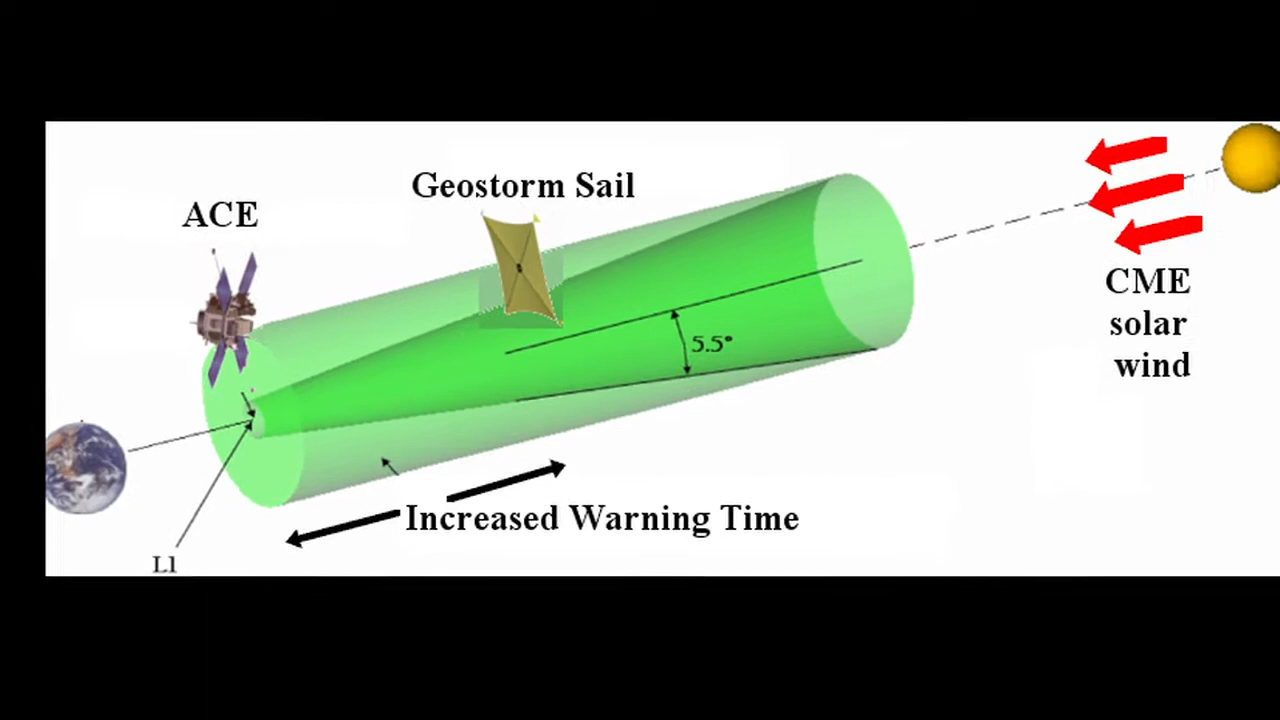 Geostorm Sail
ACE
CME
solar
wind
5.5°
Increased Warning Time
L1